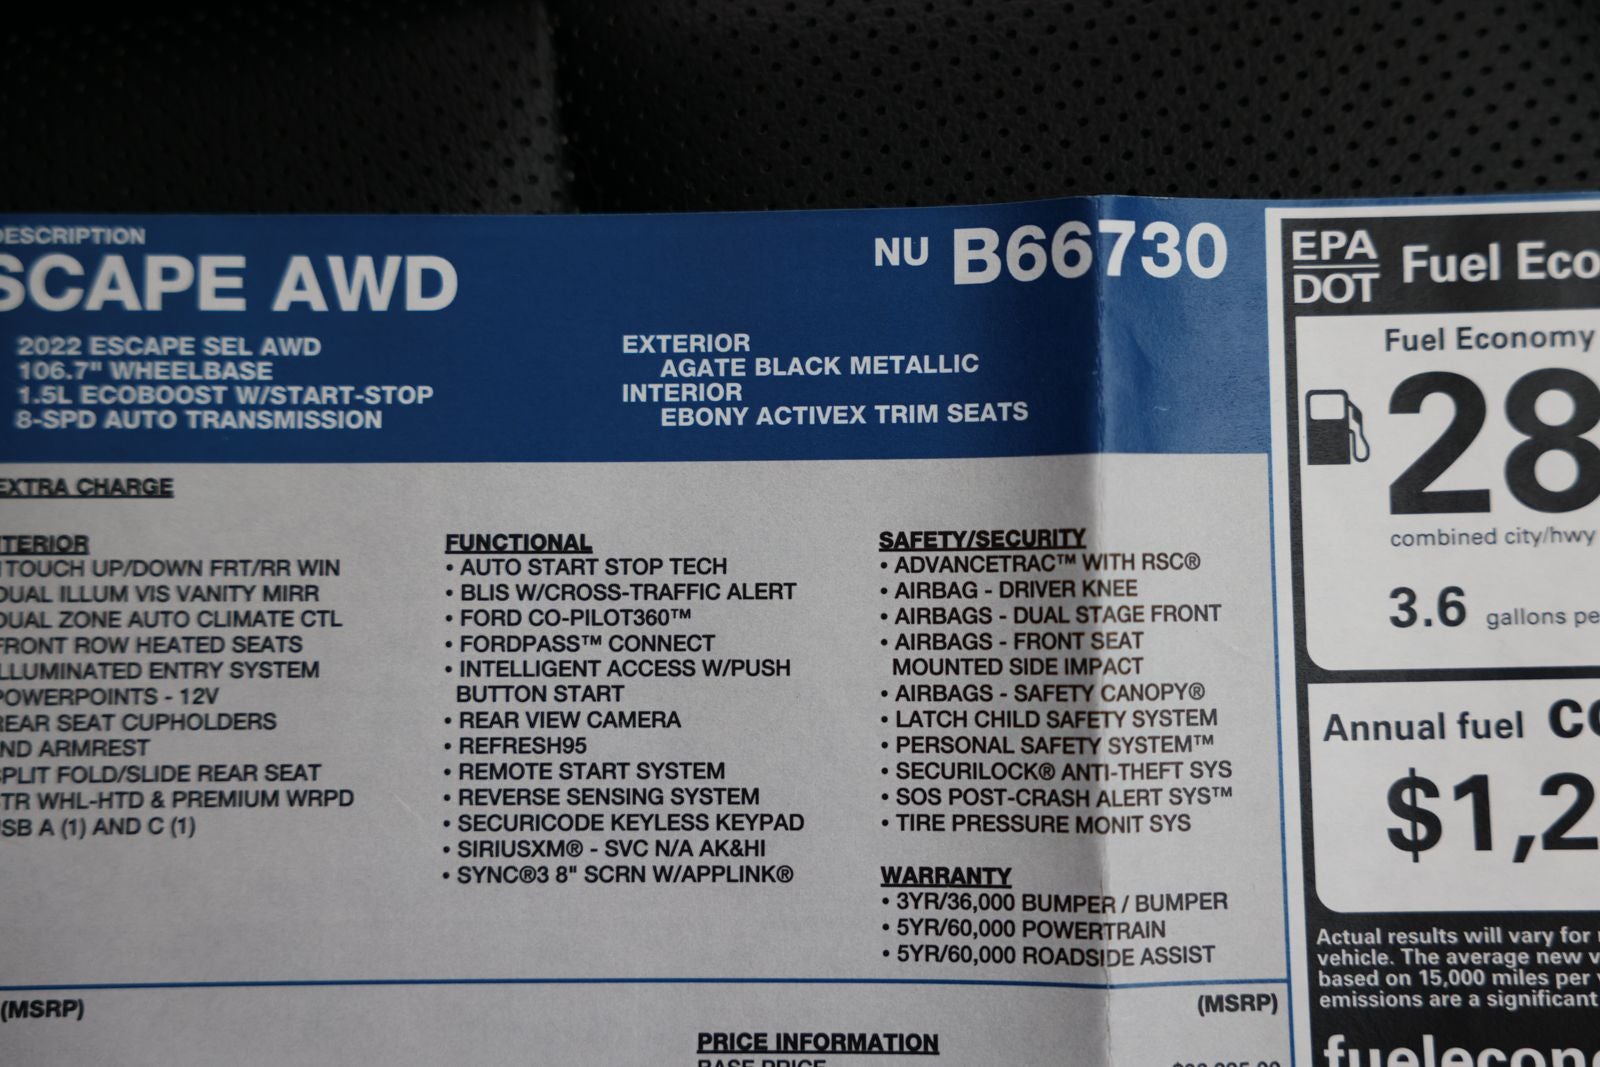 DESCRIPTION
SCAPE AWD
NU B66730
2022 ESCAPE SEL AWD
106.7" WHEELBASE
1.5L ECOBOOST W/START-STOP
8-SPD AUTO TRANSMISSION
EXTERIOR
AGATE BLACK METALLIC
INTERIOR
EBONY ACTIVEX TRIM SEATS
EXTRA CHARGE
TERIOR
TOUCH UP/DOWN FRT/RR WIN
DUAL ILLUM VIS VANITY MIRR
DUAL ZONE AUTO CLIMATE CTL
FRONT ROW HEATED SEATS
ILLUMINATED ENTRY SYSTEM
POWERPOINTS - 12V
REAR SEAT CUPHOLDERS
ND ARMREST
SPLIT FOLD/SLIDE REAR SEAT
STR WHL-HTD & PREMIUM WRPD
USB A (1) AND C (1)
FUNCTIONAL
• AUTO START STOP TECH
• BLIS W/CROSS-TRAFFIC ALERT
• FORD CO-PILOT360™
• FORDPASS™ CONNECT
• INTELLIGENT ACCESS W/PUSH
BUTTON START
• REAR VIEW CAMERA
• REFRESH95
• REMOTE START SYSTEM
• REVERSE SENSING SYSTEM
• SECURICODE KEYLESS KEYPAD
• SIRIUSXM® - SVC N/A AK&HI
• SYNC®3 8" SCRN W/APPLINK®
SAFETY/SECURITY
• ADVANCETRAC™ WITH RSC®
• AIRBAG - DRIVER KNEE
• AIRBAGS - DUAL STAGE FRONT
• AIRBAGS - FRONT SEAT
MOUNTED SIDE IMPACT
• AIRBAGS - SAFETY CANOPY®
• LATCH CHILD SAFETY SYSTEM
• PERSONAL SAFETY SYSTEM™
• SECURILOCK® ANTI-THEFT SYS
• SOS POST-CRASH ALERT SYS™
• TIRE PRESSURE MONIT SYS
WARRANTY
• 3YR/36,000 BUMPER / BUMPER
• 5YR/60,000 POWERTRAIN
• 5YR/60,000 ROADSIDE ASSIST
(MSRP)
(MSRP)
PRICE INFORMATION
BASE PRICE
EPA
DOT
Fuel Eco
Fuel Economy
28
combined city/hwy
3.6 gallons pe
Annual fuel co
$1,2
Actual results will vary for
vehicle. The average new v
based on 15,000 miles per
emissions are a significant
fuelecon